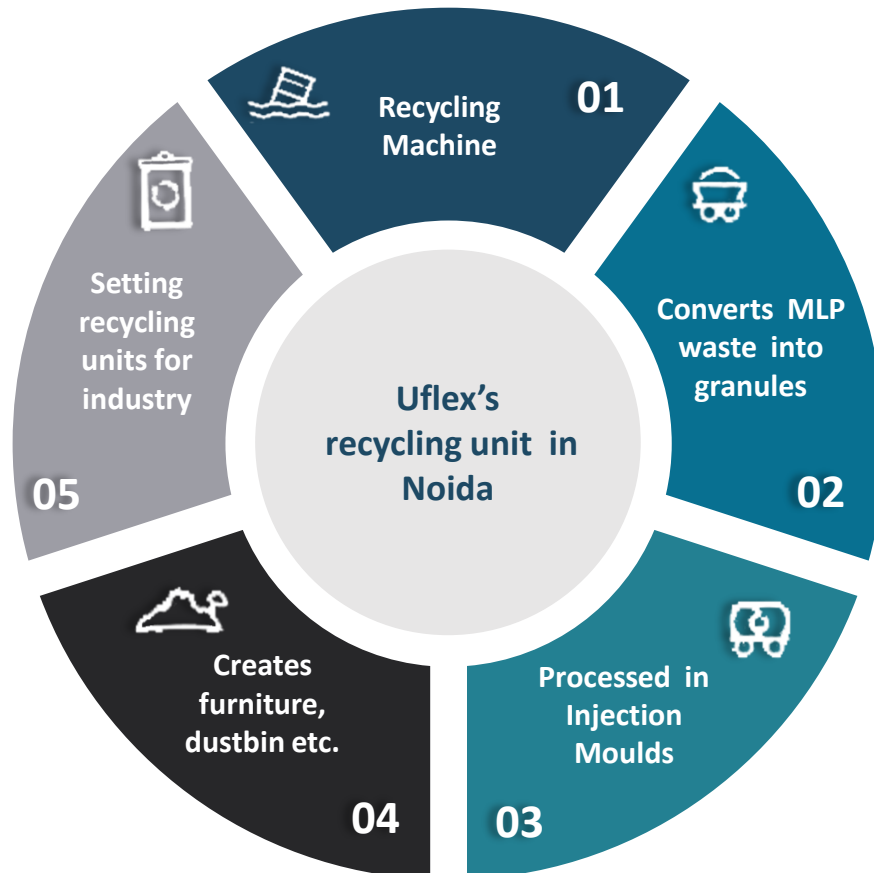 Recycling
Machine
01
Converts MLP
waste into
granules
02
Processed in
Injection
Moulds
03
Creates
furniture,
dustbin etc.
04
Setting
recycling
units for
industry
05
Uflex’s
recycling unit in
Noida